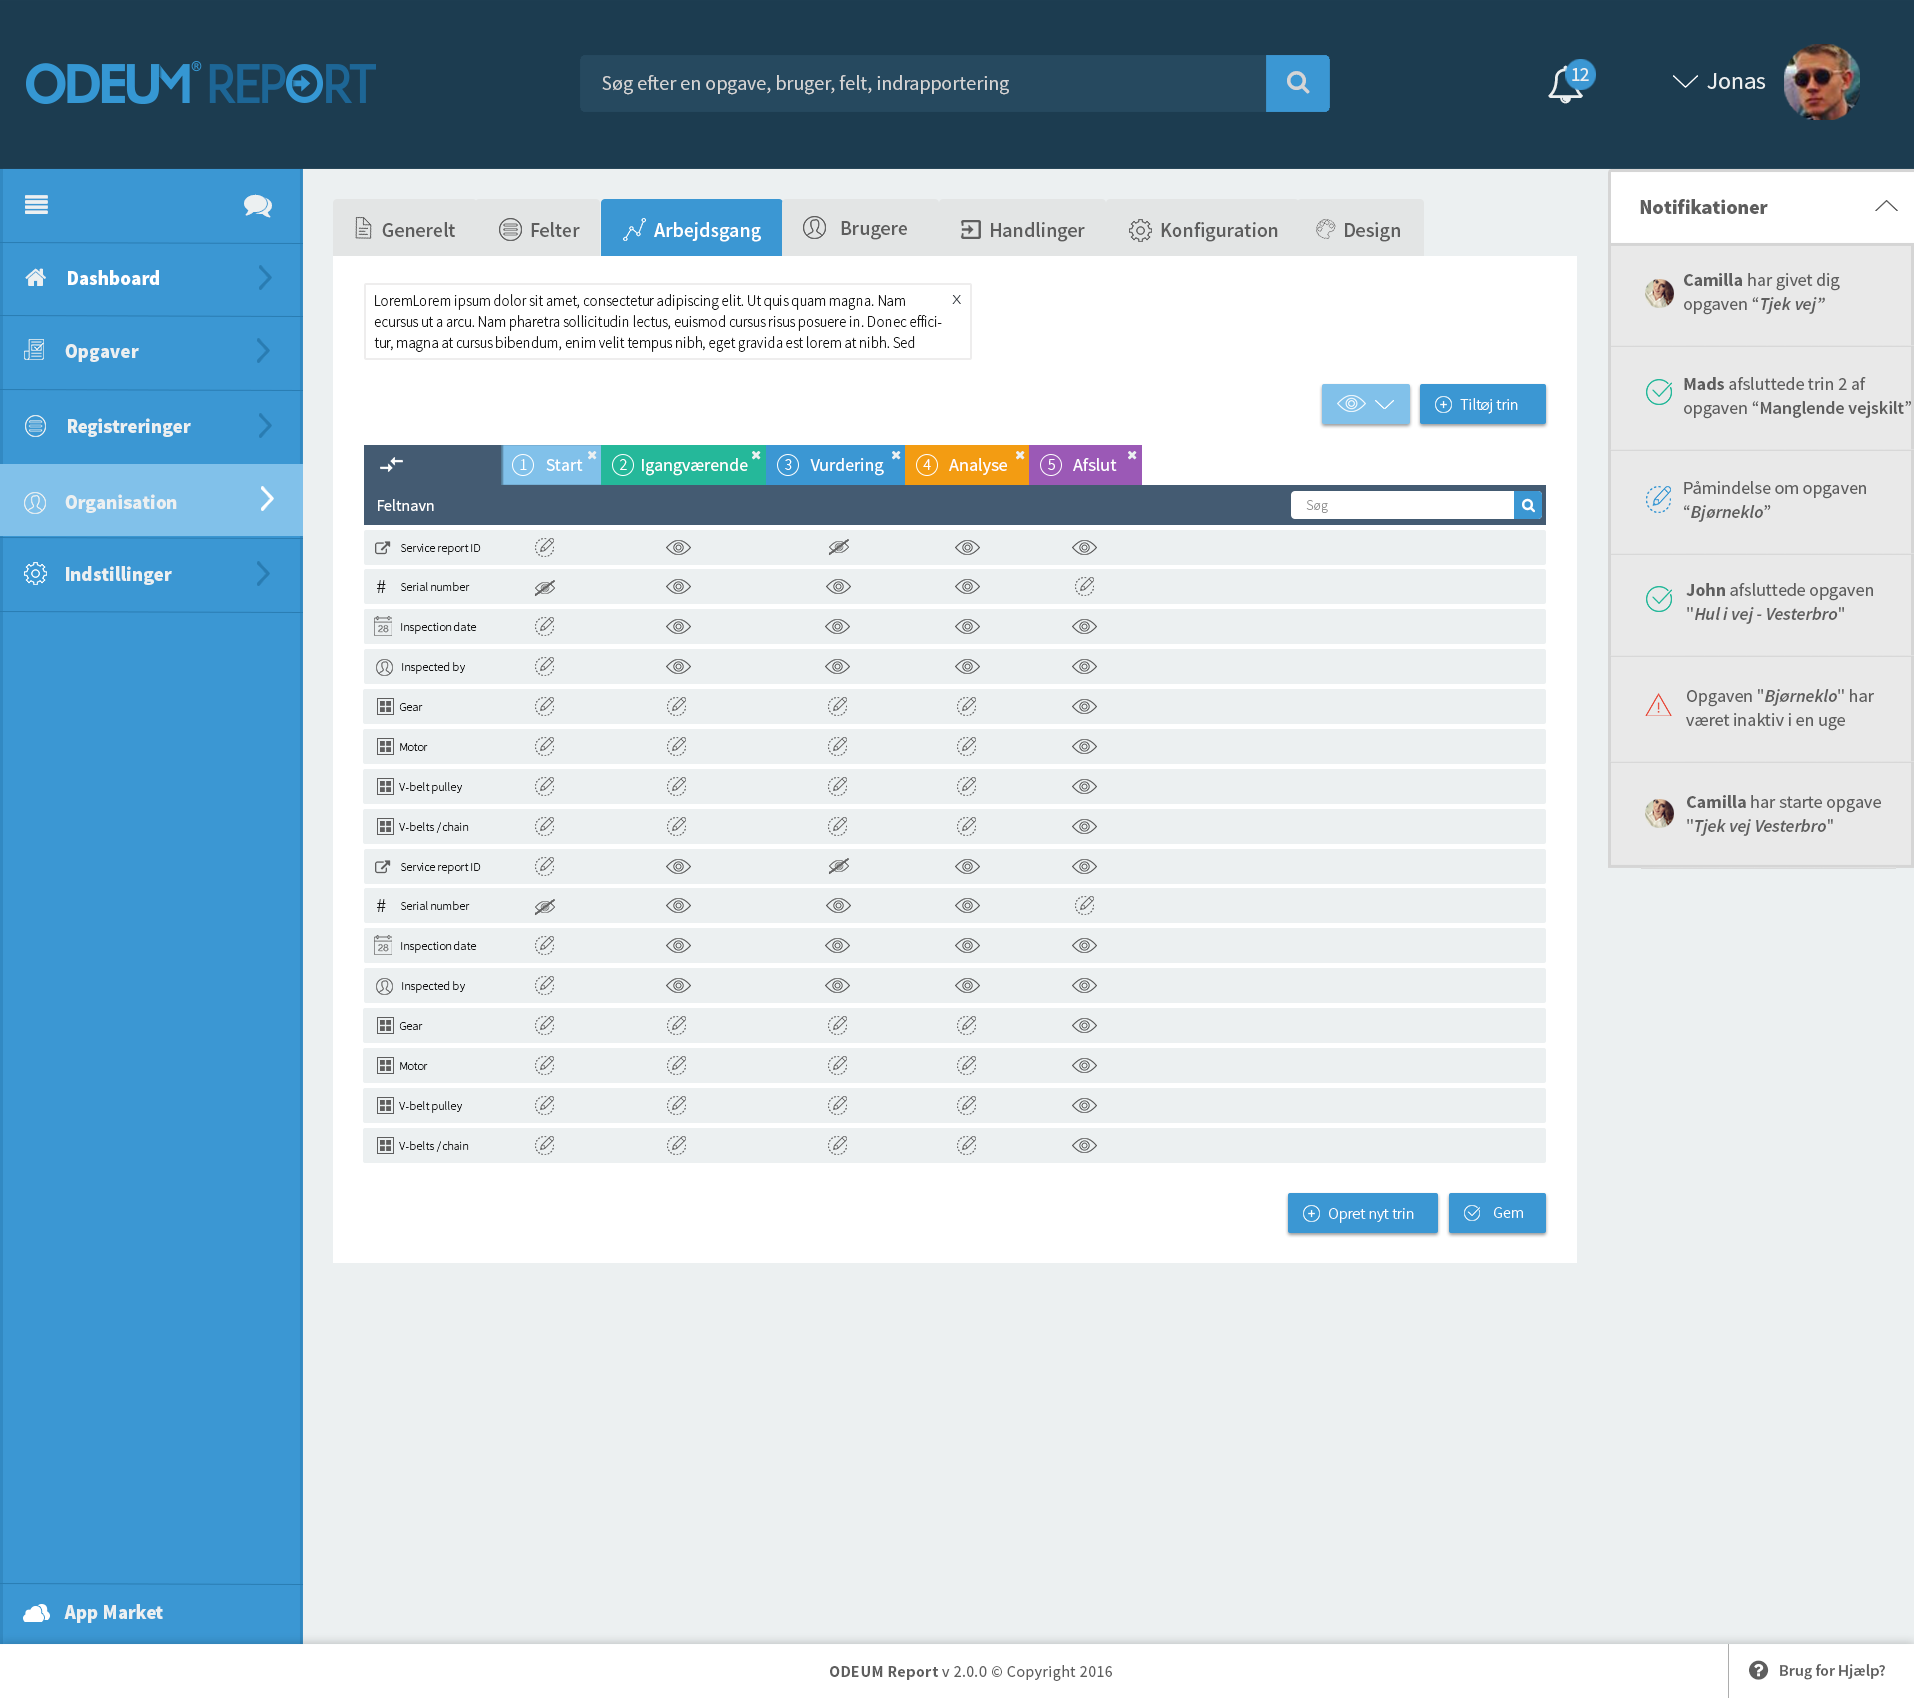 ODEUM® REPORT
Søg efter en opgave, bruger, felt, indrapportering
12
Jonas
Dashboard
Opgaver
Registreringer
Organisation
Indstillinger
App Market
Generelt
Felter
Arbejdsgang
Brugere
Handlinger
Konfiguration
Design
LoremLorem ipsum dolor sit amet, consectetur adipiscing elit. Ut quis quam magna. Nam
X
ecursus ut a arcu. Nam pharetra sollicitudin lectus, euismod cursus risus posuere in. Donec effici-
tur, magna at cursus bibendum, enim velit tempus nibh, eget gravida est lorem at nibh. Sed
Tiltøj trin
1 Start
2 Igangværende
3 Vurdering
4 Analyse
5 Afslut
Feltnavn
Søg
Service report ID
# Serial number
28 Inspection date
Inspected by
Gear
Motor
V-belt pulley
V-belts / chain
Service report ID
# Serial number
28 Inspection date
Inspected by
Gear
Motor
V-belt pulley
V-belts / chain
Opret nyt trin
Gem
Notifikationer
Camilla har givet dig
opgaven “Tjek vej”
Mads afsluttede trin 2 af
opgaven “Manglende vejskilt”
Påmindelse om opgaven
“Bjørneklo”
John afsluttede opgaven
"Hul i vej - Vesterbro"
Opgaven "Bjørneklo" har
været inaktiv i en uge
Camilla har starte opgave
"Tjek vej Vesterbro"
ODEUM Report v 2.0.0 © Copyright 2016
Brug for Hjælp?